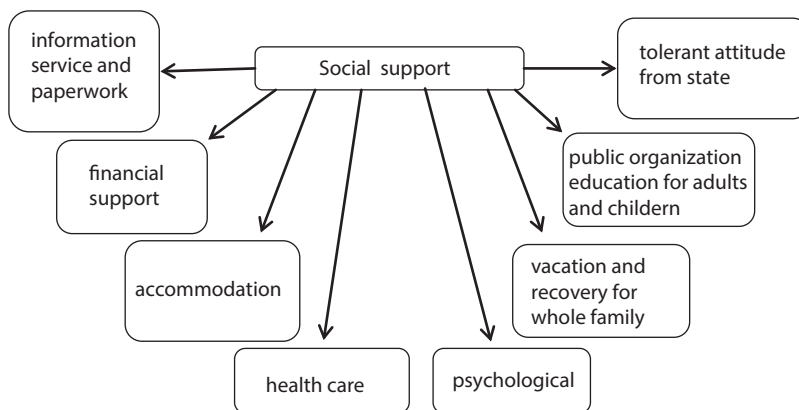 information
service and
paperwork
Social support
tolerant attitude
from state
financial
support
public organization
education for adults
and childern
accommodation
vacation and
recovery for
whole family
health care
psychological